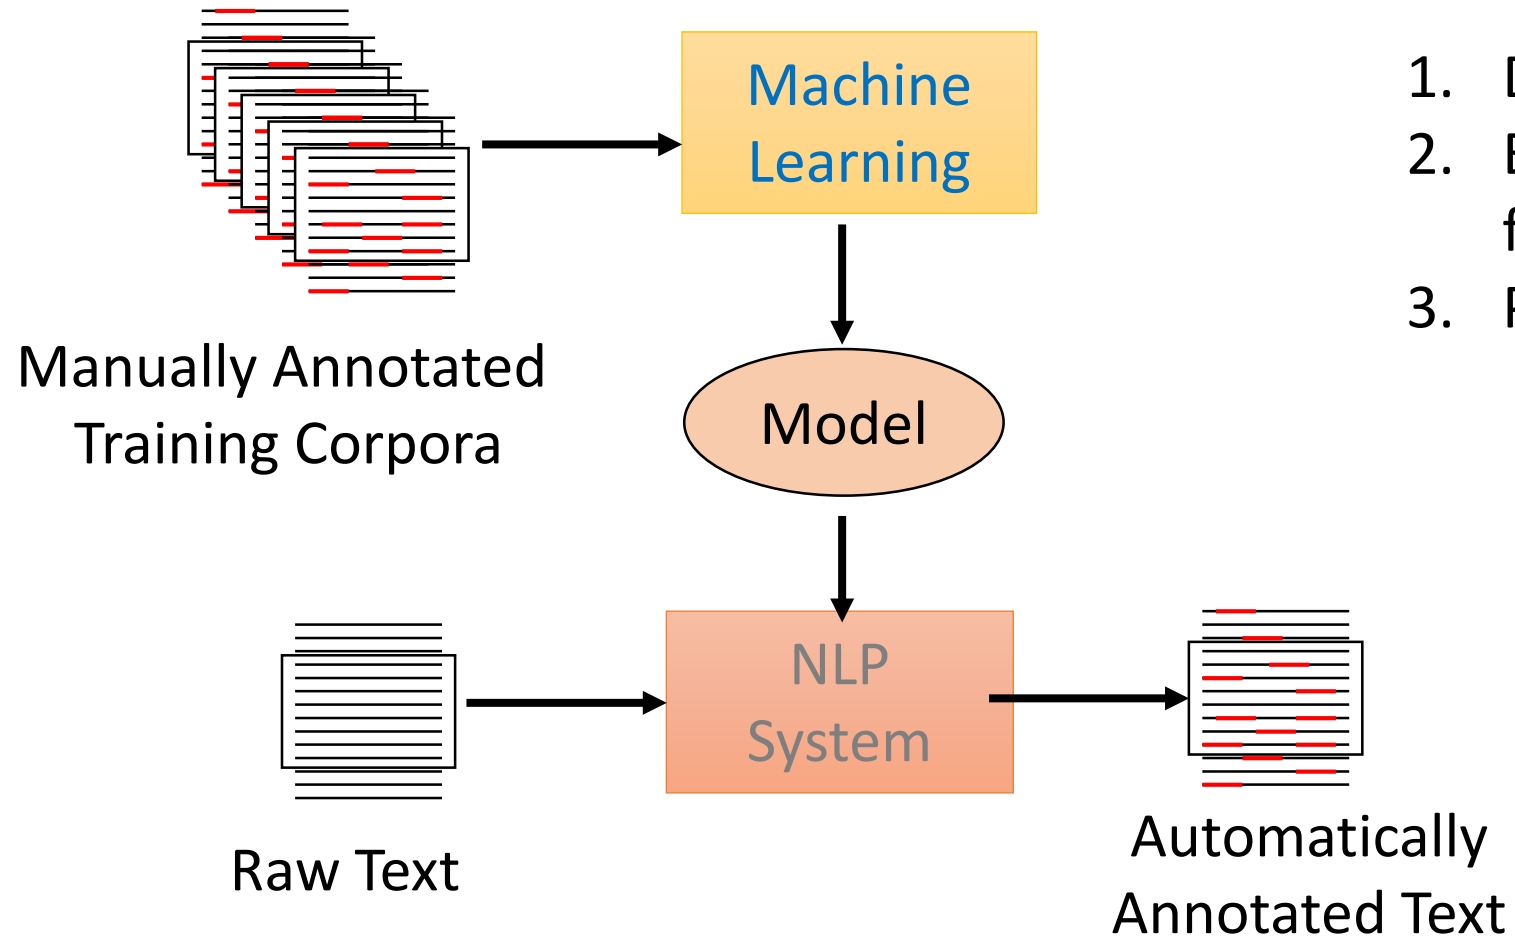 Machine
Learning
1.
2.
3.
Manually Annotated
Training Corpora
Model
NLP
System
Raw Text
Automatically
Annotated Text